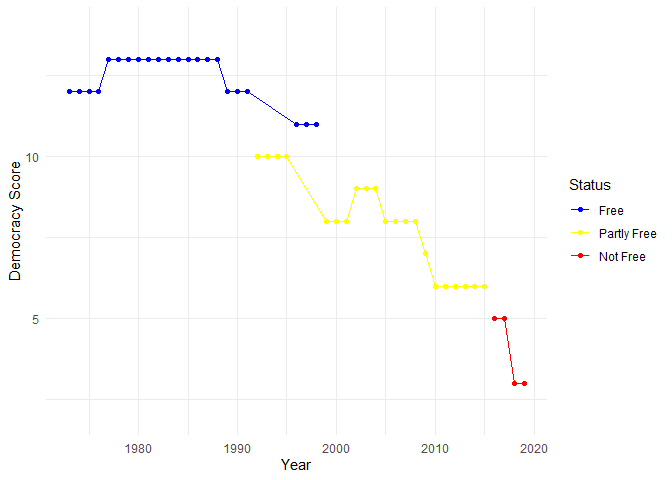 Democracy Score
10
5
1980
1990
2000
2010
2020
Year
Status
Free
Partly Free
Not Free